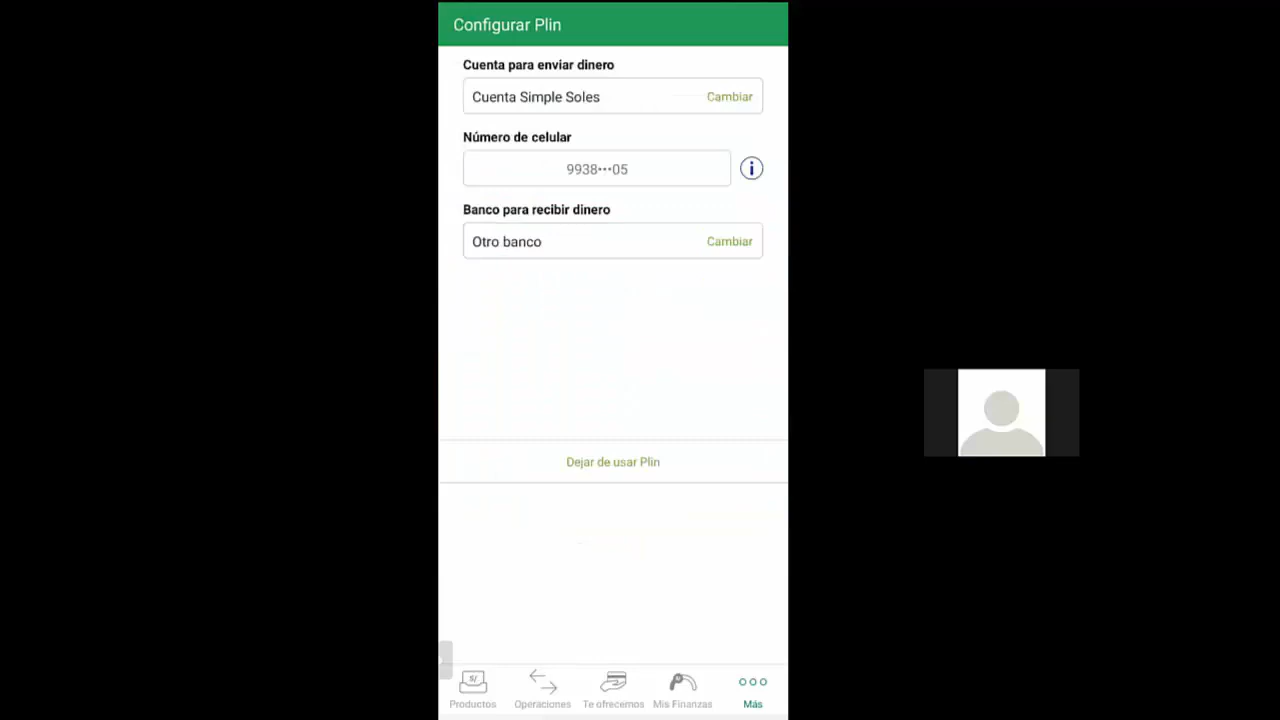 Configurar Plin
Cuenta para enviar dinero
Cuenta Simple Soles Cambiar
Número de celular
9938•••05
i
Banco para recibir dinero
Otro banco Cambiar
Dejar de usar Plin
S/
Productos Operaciones Te ofrecemos Mis Finanzas Más